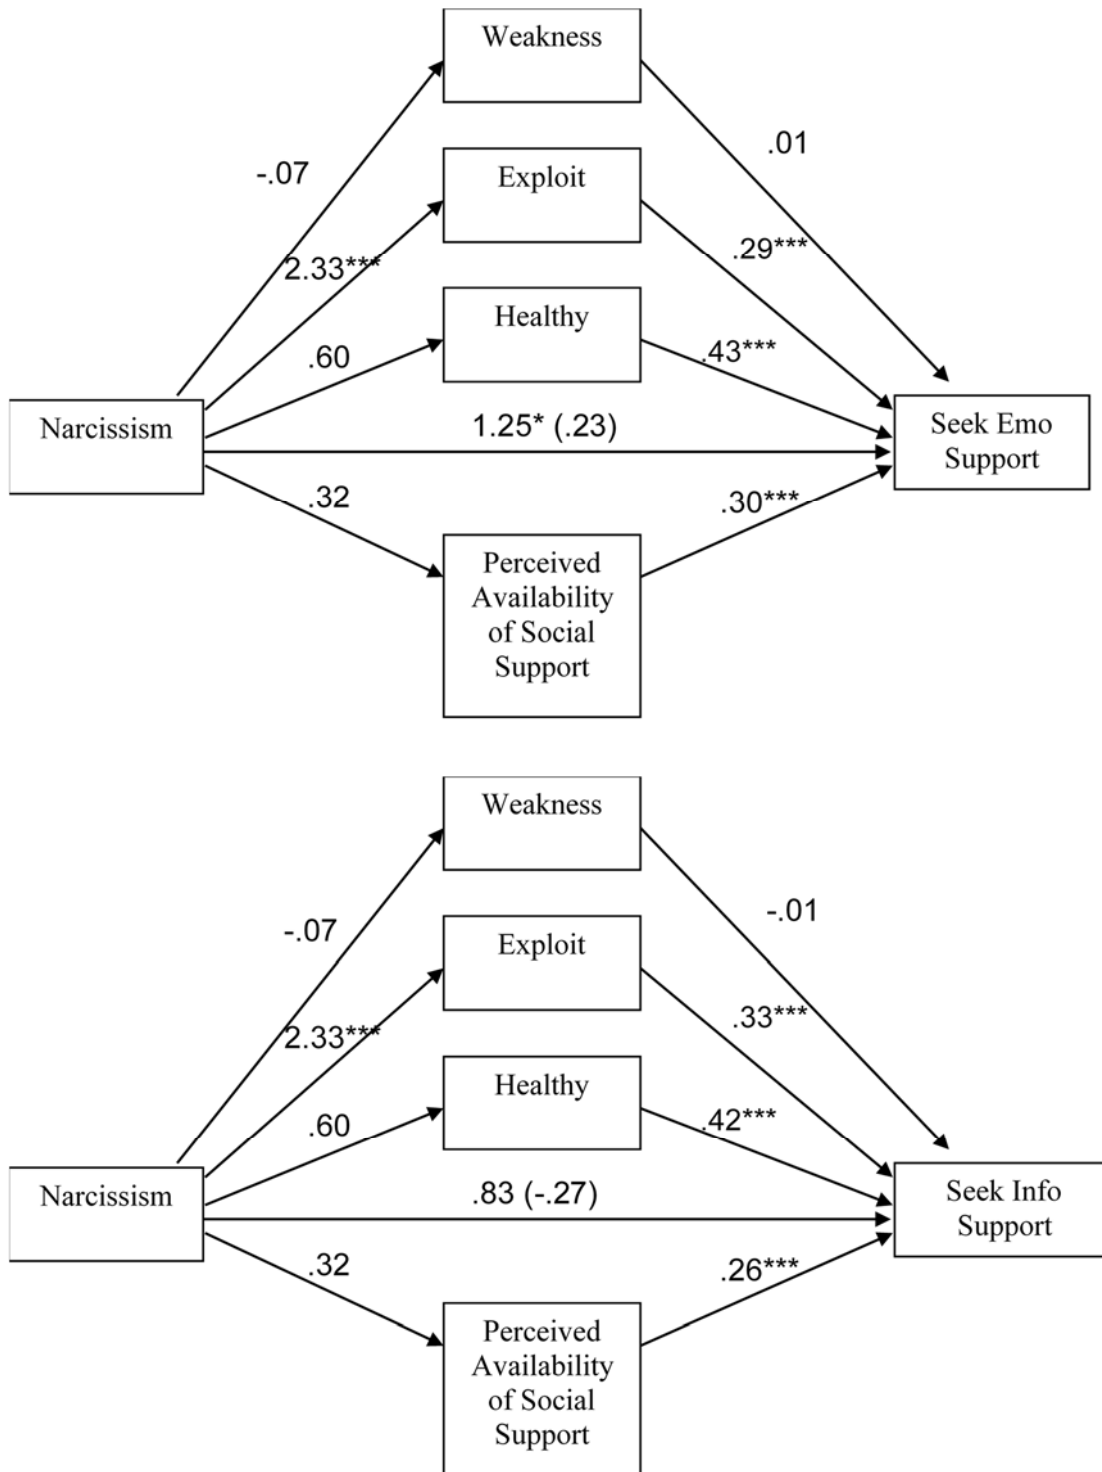 Weakness
-.07
.01
Exploit
2.33***
.29***
Healthy
.60
.43***
Narcissism
1.25* (.23)
Seek Emo
Support
.32
.30***
Perceived
Availability
of Social
Support
Weakness
-.07
-.01
Exploit
2.33***
.33***
Healthy
.60
.42***
Narcissism
.83 (-.27)
Seek Info
Support
.32
.26***
Perceived
Availability
of Social
Support